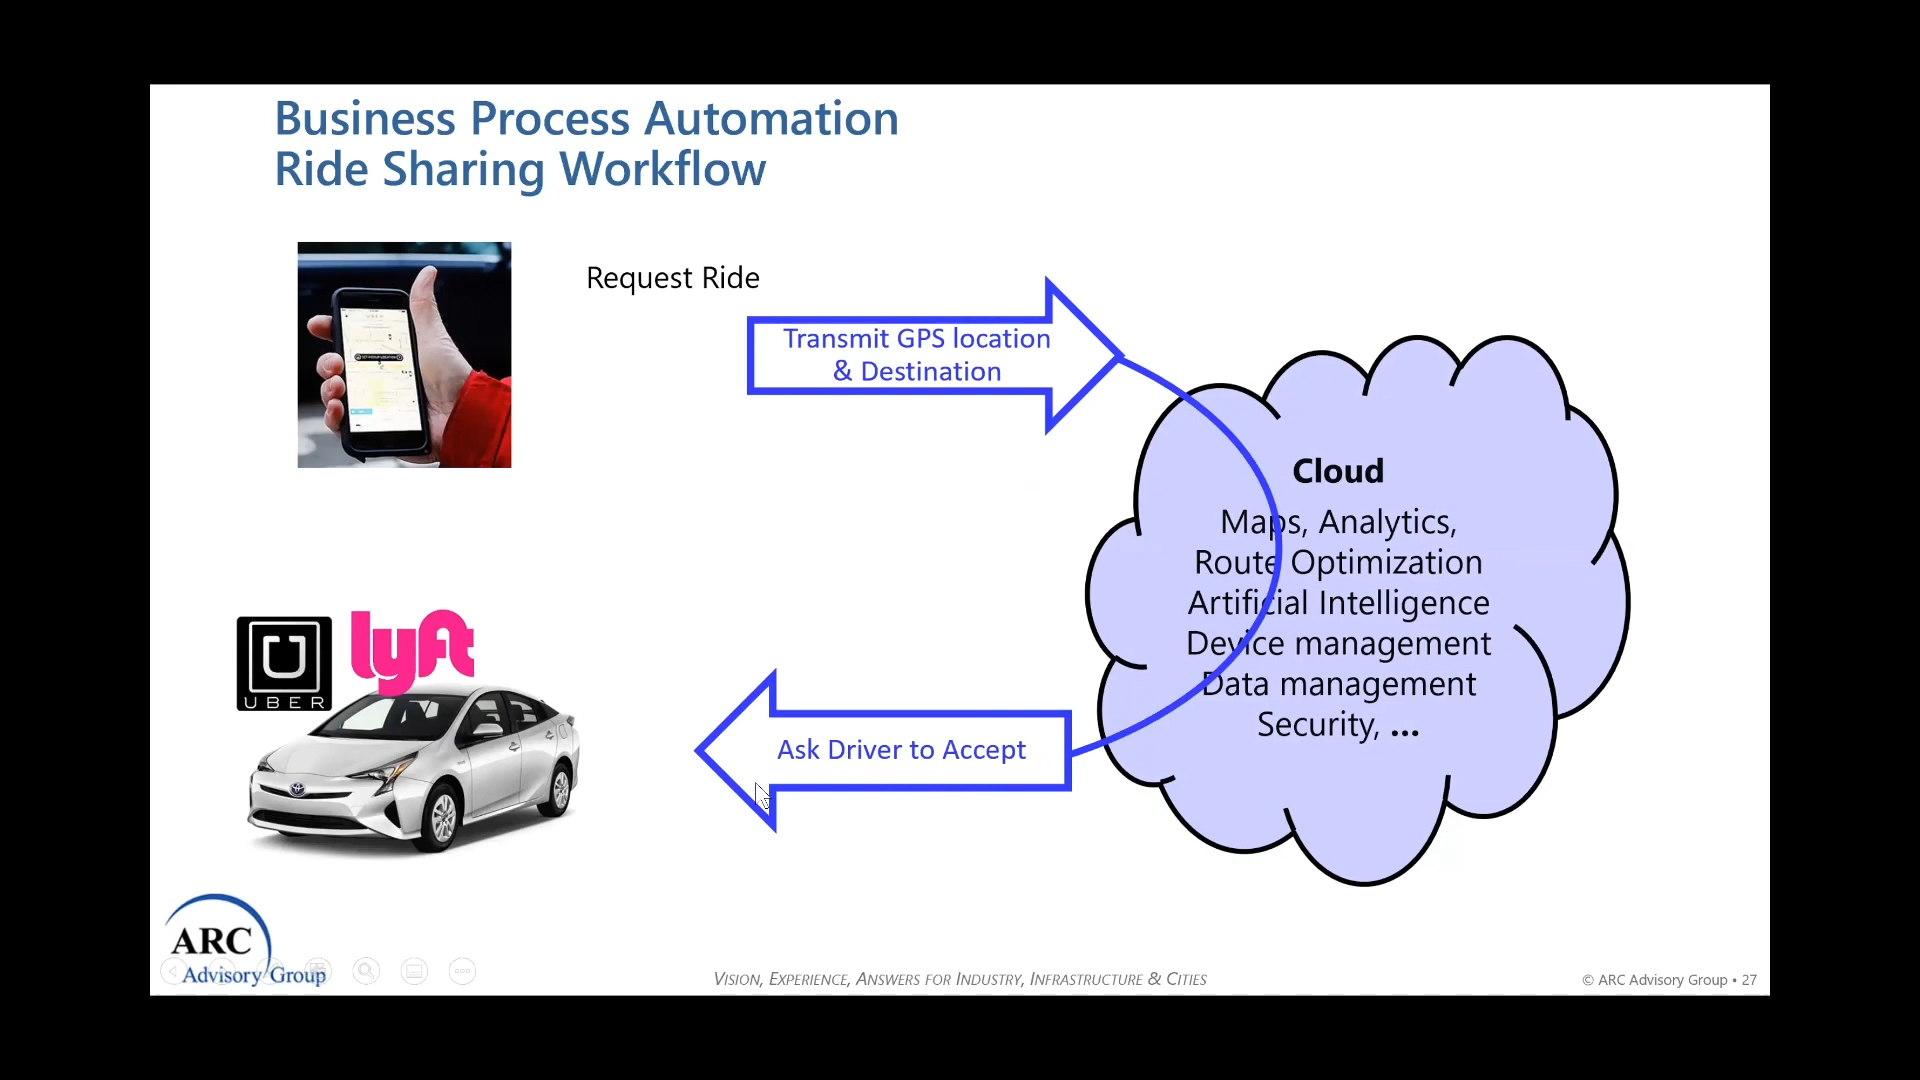 Business Process Automation
Ride Sharing Workflow
Request Ride
Transmit GPS location
& Destination
Cloud
Maps, Analytics,
Route Optimization
Artificial Intelligence
Device management
Data management
Security, ...
UBER
lyft
Ask Driver to Accept
ARC
Advisory Group
VISION, EXPERIENCE, ANSWERS FOR INDUSTRY, INFRASTRUCTURE & CITIES
© ARC Advisory Group • 27